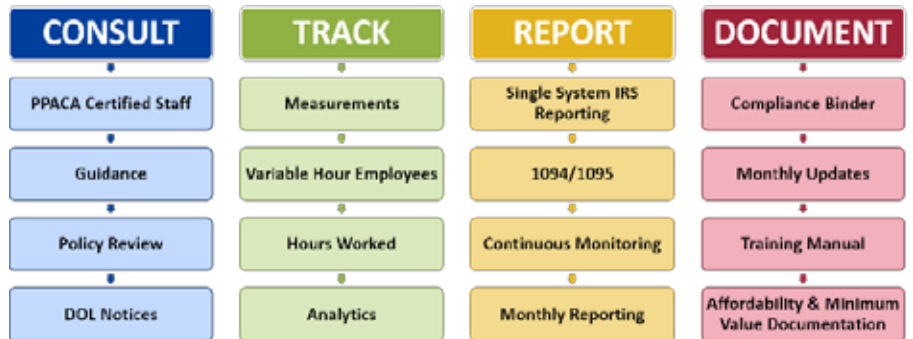 CONSULT
PPACA Certified Staff
Guidance
Policy Review
DOL Notices
TRACK
Measurements
Variable Hour Employees
Hours Worked
Analytics
REPORT
Single System IRS
Reporting
1094/1095
Continuous Monitoring
Monthly Reporting
DOCUMENT
Compliance Binder
Monthly Updates
Training Manual
Affordability & Minimum
Value Documentation